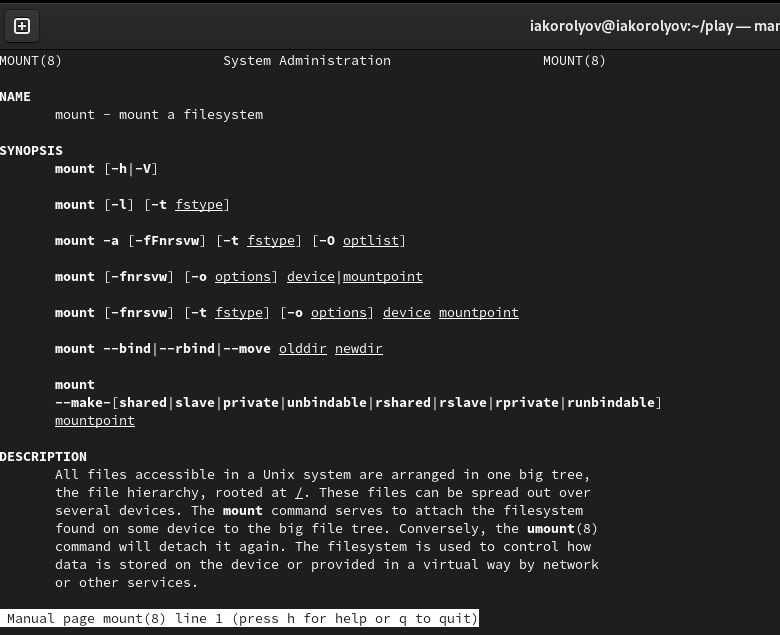 iakorolyov@iakorolyov:~/play — mar
MOUNT(8) System Administration MOUNT(8)
NAME
mount - mount a filesystem
SYNOPSIS
mount [-h|-V]
mount [-l] [-t fstype]
mount -a [-fFnrsvw] [-t fstype] [-O optlist]
mount [-fnrsvw] [-o options] device|mountpoint
mount [-fnrsvw] [-t fstype] [-o options] device mountpoint
mount --bind|--rbind|--move olddir newdir
mount
--make-[shared|slave|private|unbindable|rshared|rslave|rprivate|runbindable]
mountpoint
DESCRIPTION
All files accessible in a Unix system are arranged in one big tree,
the file hierarchy, rooted at /. These files can be spread out over
several devices. The mount command serves to attach the filesystem
found on some device to the big file tree. Conversely, the umount(8)
command will detach it again. The filesystem is used to control how
data is stored on the device or provided in a virtual way by network
or other services.
Manual page mount(8) line 1 (press h for help or q to quit)